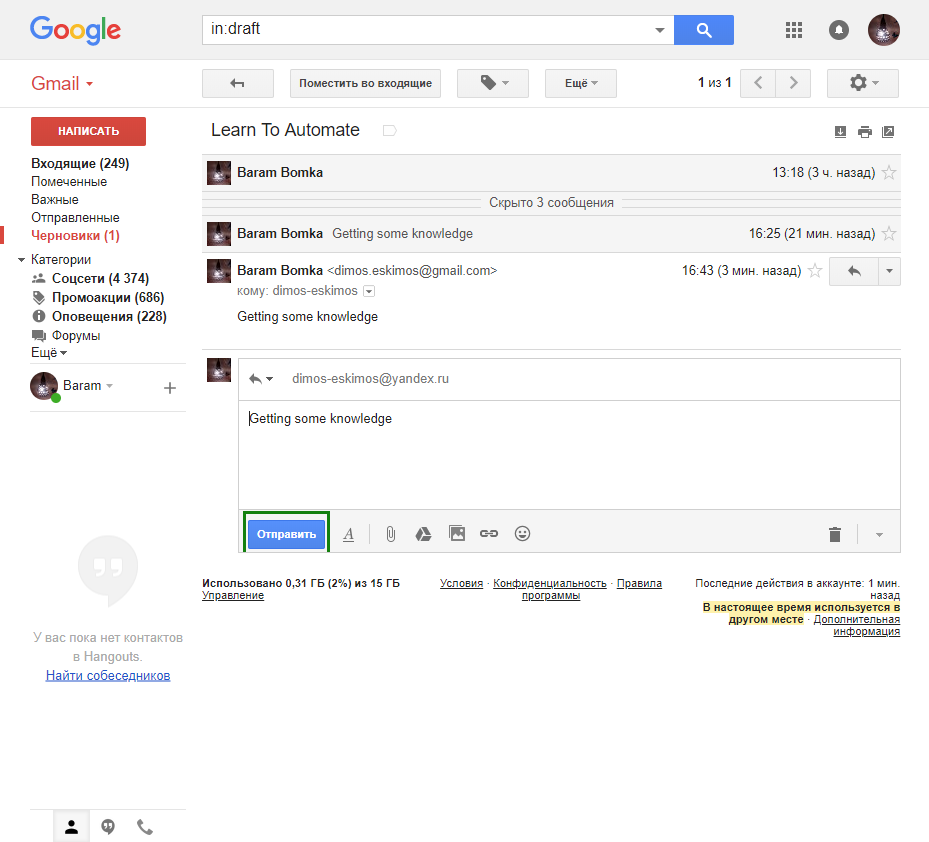 Google
in:draft
Gmail
Поместить во входящие
Ещё
1 из 1
НАПИСАТЬ
Входящие (249)
Помеченные
Важные
Отправленные
Черновики (1)
Категории
Соцсети (4 374)
Промоакции (686)
Оповещения (228)
Форумы
Ещё
Baram
У вас пока нет контактов
в Hangouts.
Найти собеседников
Learn To Automate
Baram Bomka 13:18 (3 ч. назад)
Скрыто 3 сообщения
Baram Bomka Getting some knowledge 16:25 (21 мин. назад)
Baram Bomka <dimos.eskimos@gmail.com> 16:43 (3 мин. назад)
кому: dimos-eskimos
Getting some knowledge
dimos-eskimos@yandex.ru
Getting some knowledge
Отправить A
Использовано 0,31 ГБ (2%) из 15 ГБ
Управление
Условия · Конфиденциальность · Правила
программы
Последние действия в аккаунте: 1 мин.
назад
В настоящее время используется в
другом месте · Дополнительная
информация